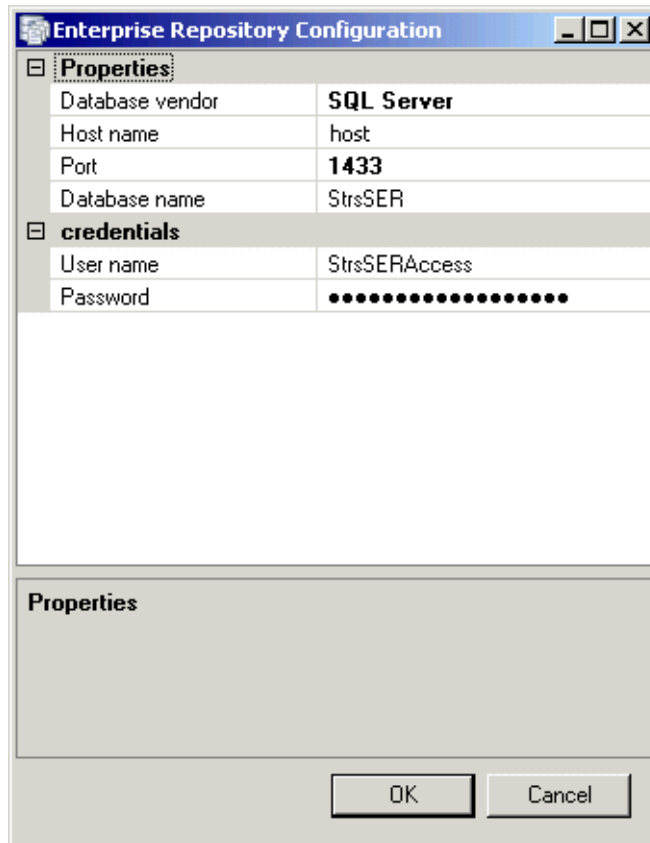 Enterprise Repository Configuration
Properties
Database vendor SQL Server
Host name host
Port 1433
Database name StrsSER
credentials
User name StrsSERAccess
Password ●●●●●●●●●●●●●●●●●●
Properties
OK Cancel